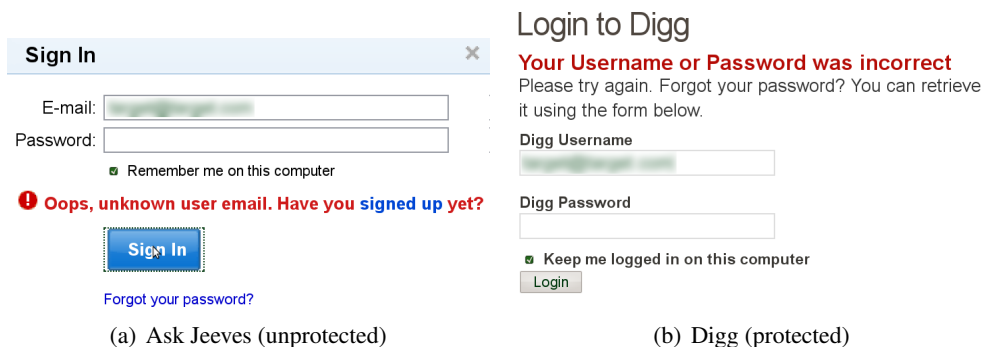 Sign In
E-mail:
Password:
Remember me on this computer
Oops, unknown user email. Have you signed up yet?
Sign In
Forgot your password?
(a) Ask Jeeves (unprotected)
Login to Digg
Your Username or Password was incorrect
Please try again. Forgot your password? You can retrieve
it using the form below.
Digg Username
Digg Password
Keep me logged in on this computer
Login
(b) Digg (protected)